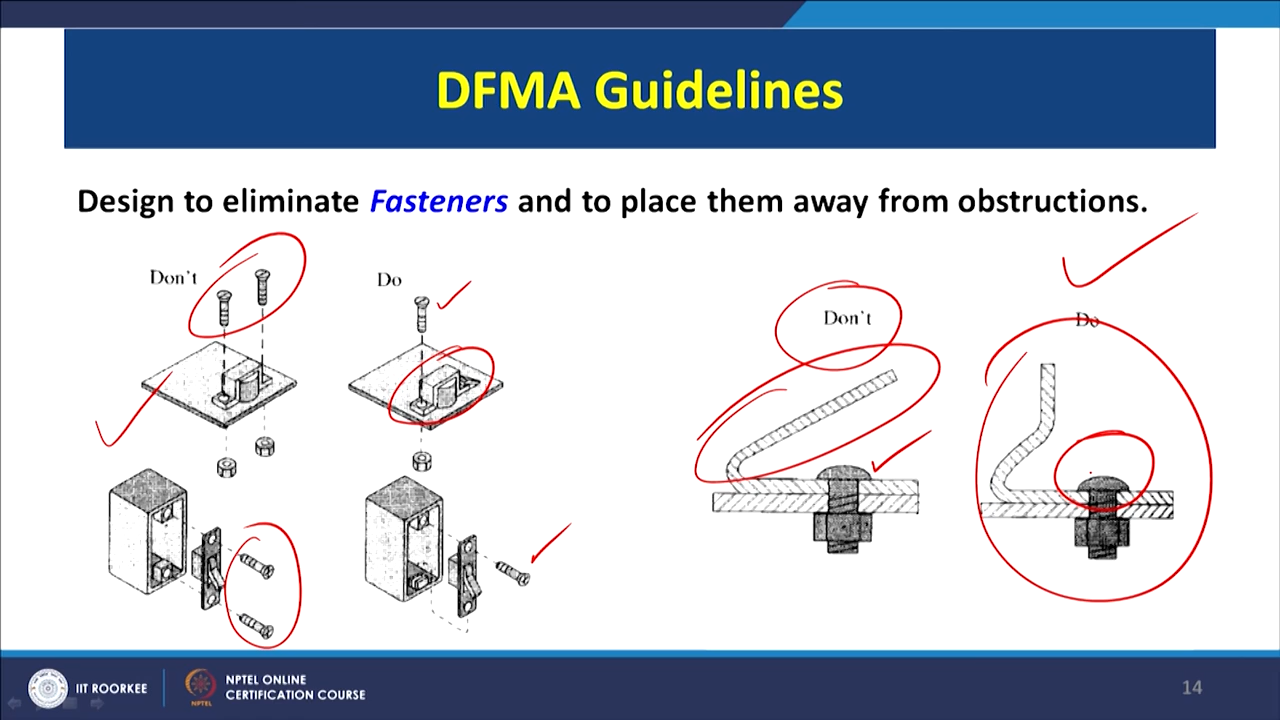 DFMA Guidelines
Design to eliminate Fasteners and to place them away from obstructions.
Don't
Do
Don't
Do
IIT ROORKEE
NPTEL
NPTEL ONLINE
CERTIFICATION COURSE
14